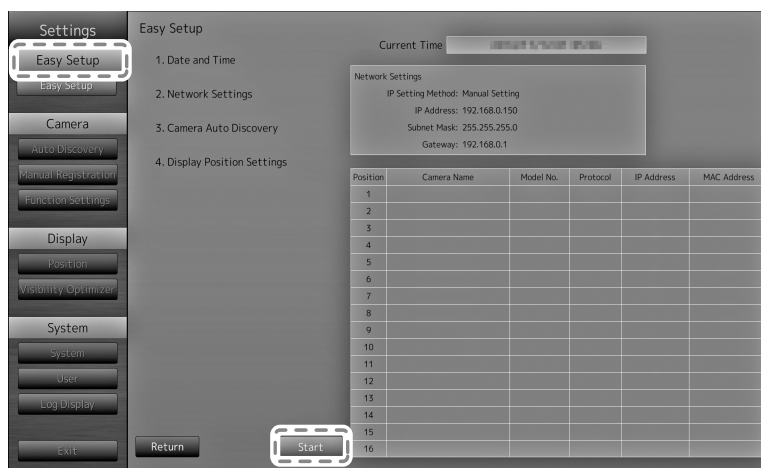 Settings
Easy Setup
Easy Setup
Camera
Auto Discovery
Manual Registration
Function Settings
Display
Position
Visibility Optimizer
System
System
User
Log Display
Exit
Easy Setup
1. Date and Time
2. Network Settings
3. Camera Auto Discovery
4. Display Position Settings
Return
Start
Current Time
Network Settings
IP Setting Method: Manual Setting
IP Address: 192.168.0.150
Subnet Mask: 255.255.255.0
Gateway: 192.168.0.1
Position Camera Name Model No. Protocol IP Address MAC Address
1
2
3
4
5
6
7
8
9
10
11
12
13
14
15
16